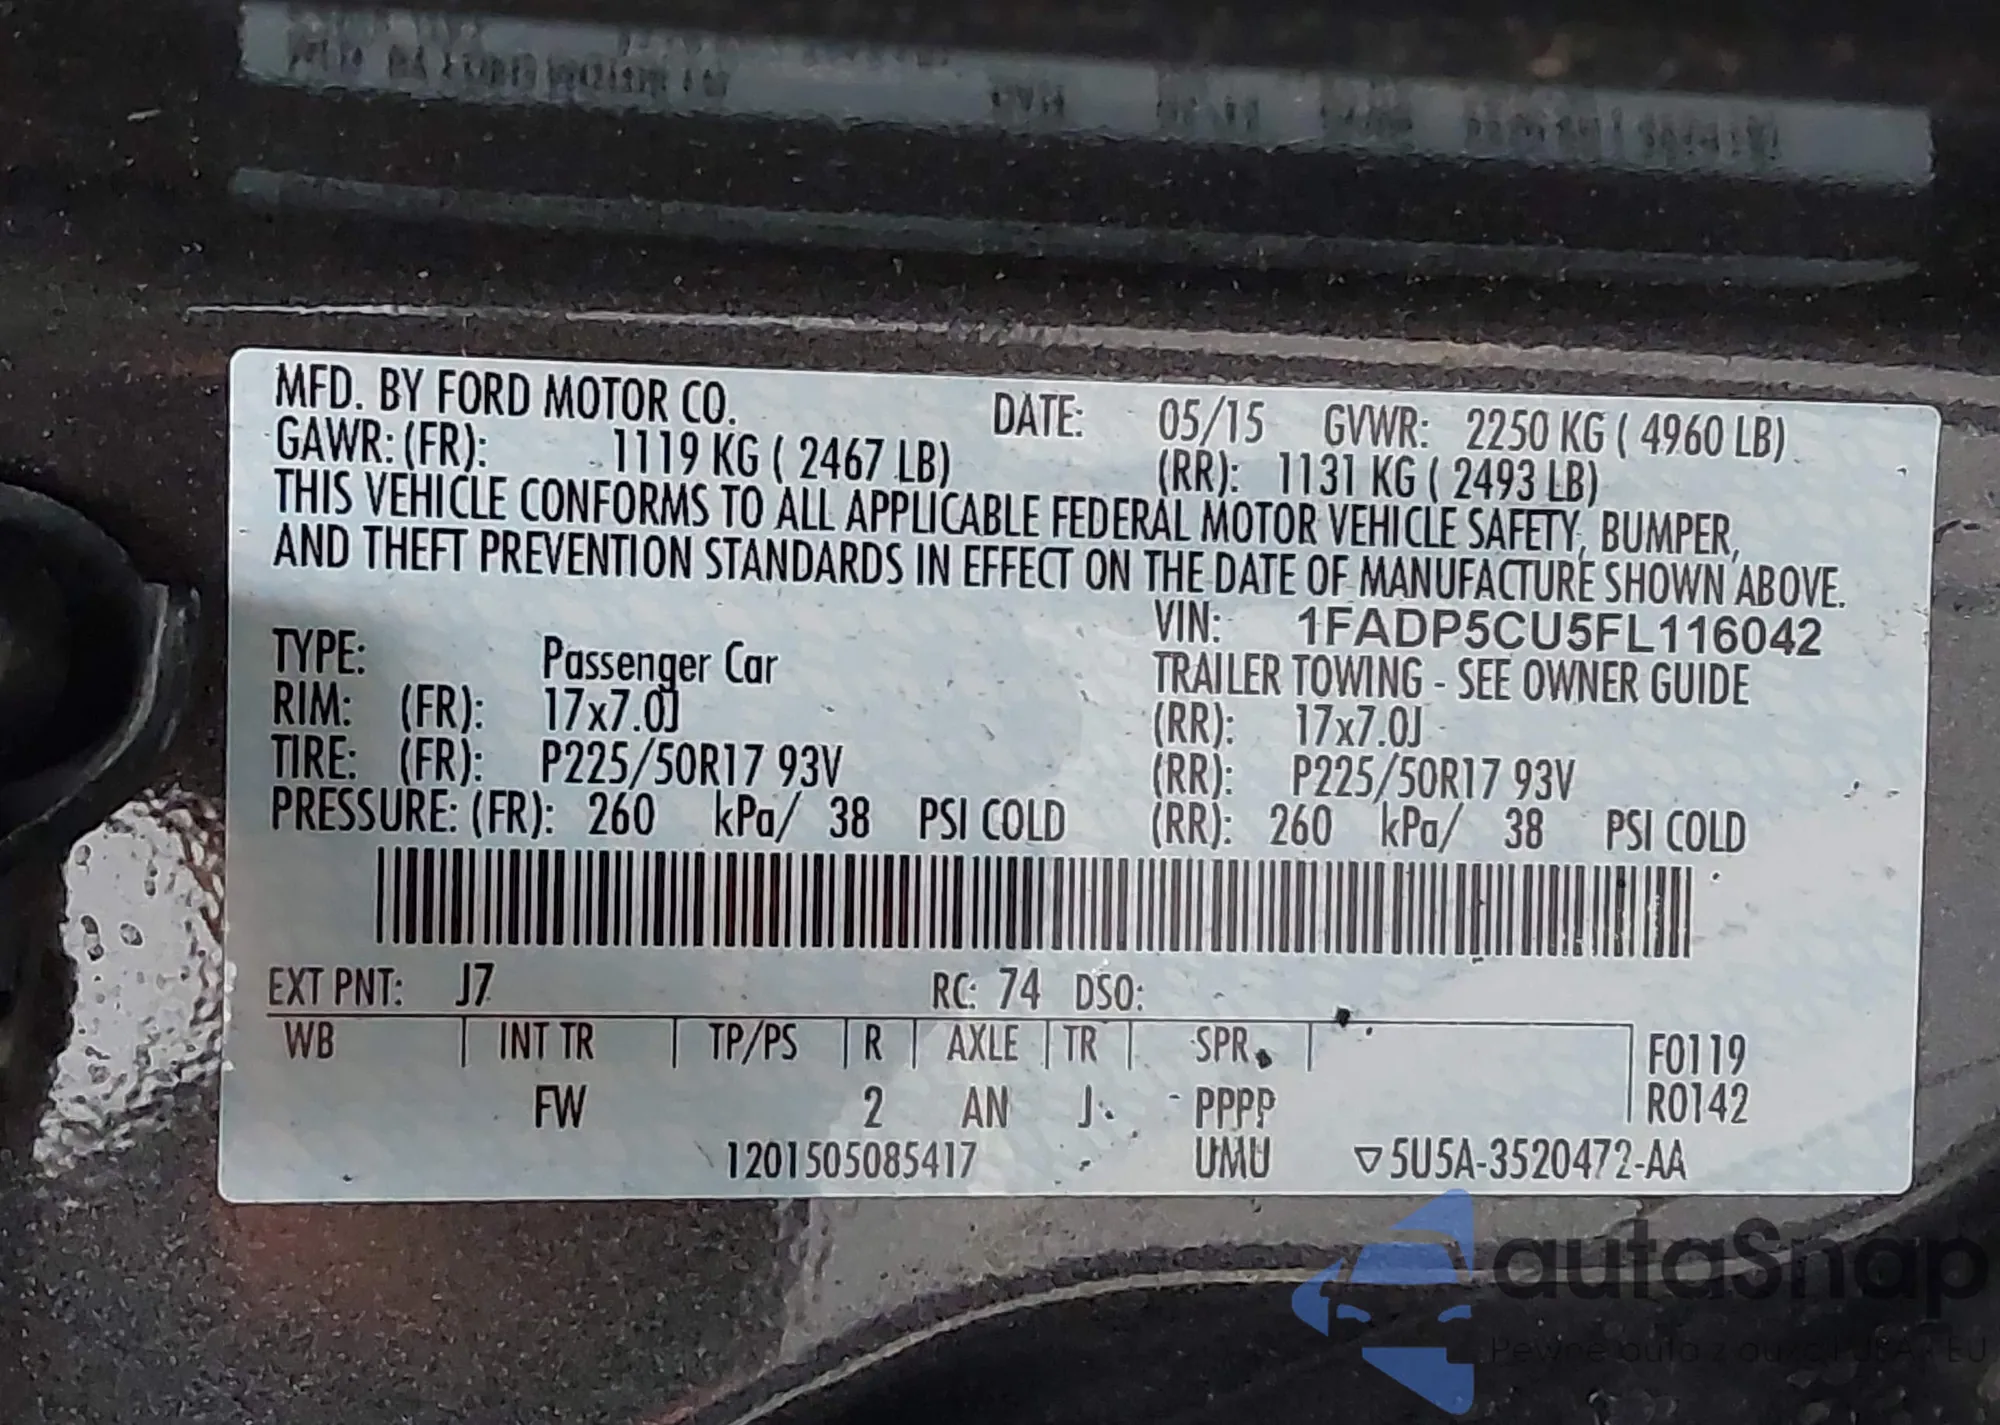 MFD. BY FORD MOTOR CO. DATE: 05/15 GVWR: 2250 KG ( 4960 LB)
GAWR: (FR): 1119 KG ( 2467 LB) (RR): 1131 KG ( 2493 LB)
THIS VEHICLE CONFORMS TO ALL APPLICABLE FEDERAL MOTOR VEHICLE SAFETY, BUMPER,
AND THEFT PREVENTION STANDARDS IN EFFECT ON THE DATE OF MANUFACTURE SHOWN ABOVE.
VIN: 1FADP5CU5FL116042
TYPE: Passenger Car TRAILER TOWING - SEE OWNER GUIDE
RIM: (FR): 17x7.0J (RR): 17x7.0J
TIRE: (FR): P225/50R17 93V (RR): P225/50R17 93V
PRESSURE: (FR): 260 kPa/ 38 PSI COLD (RR): 260 kPa/ 38 PSI COLD
EXT PNT: J7 RC: 74 DSO:
WB INT TR TP/PS R AXLE TR SPR F0119
FW 2 AN J PPPP R0142
1201505085417 UMU ▽5U5A-3520472-AA
autaSnap
Pewne auta z aukcji USA i EU